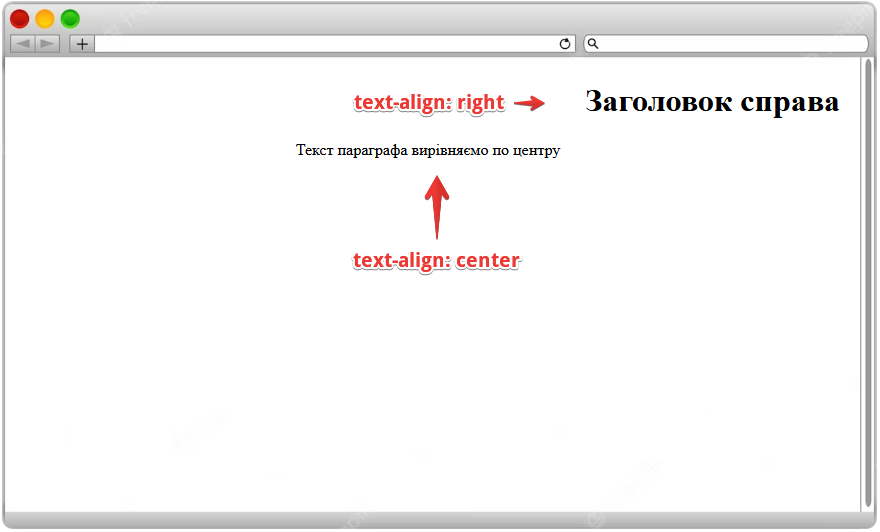 text-align: right
Заголовок справа
Текст параграфа вирівняємо по центру
text-align: center